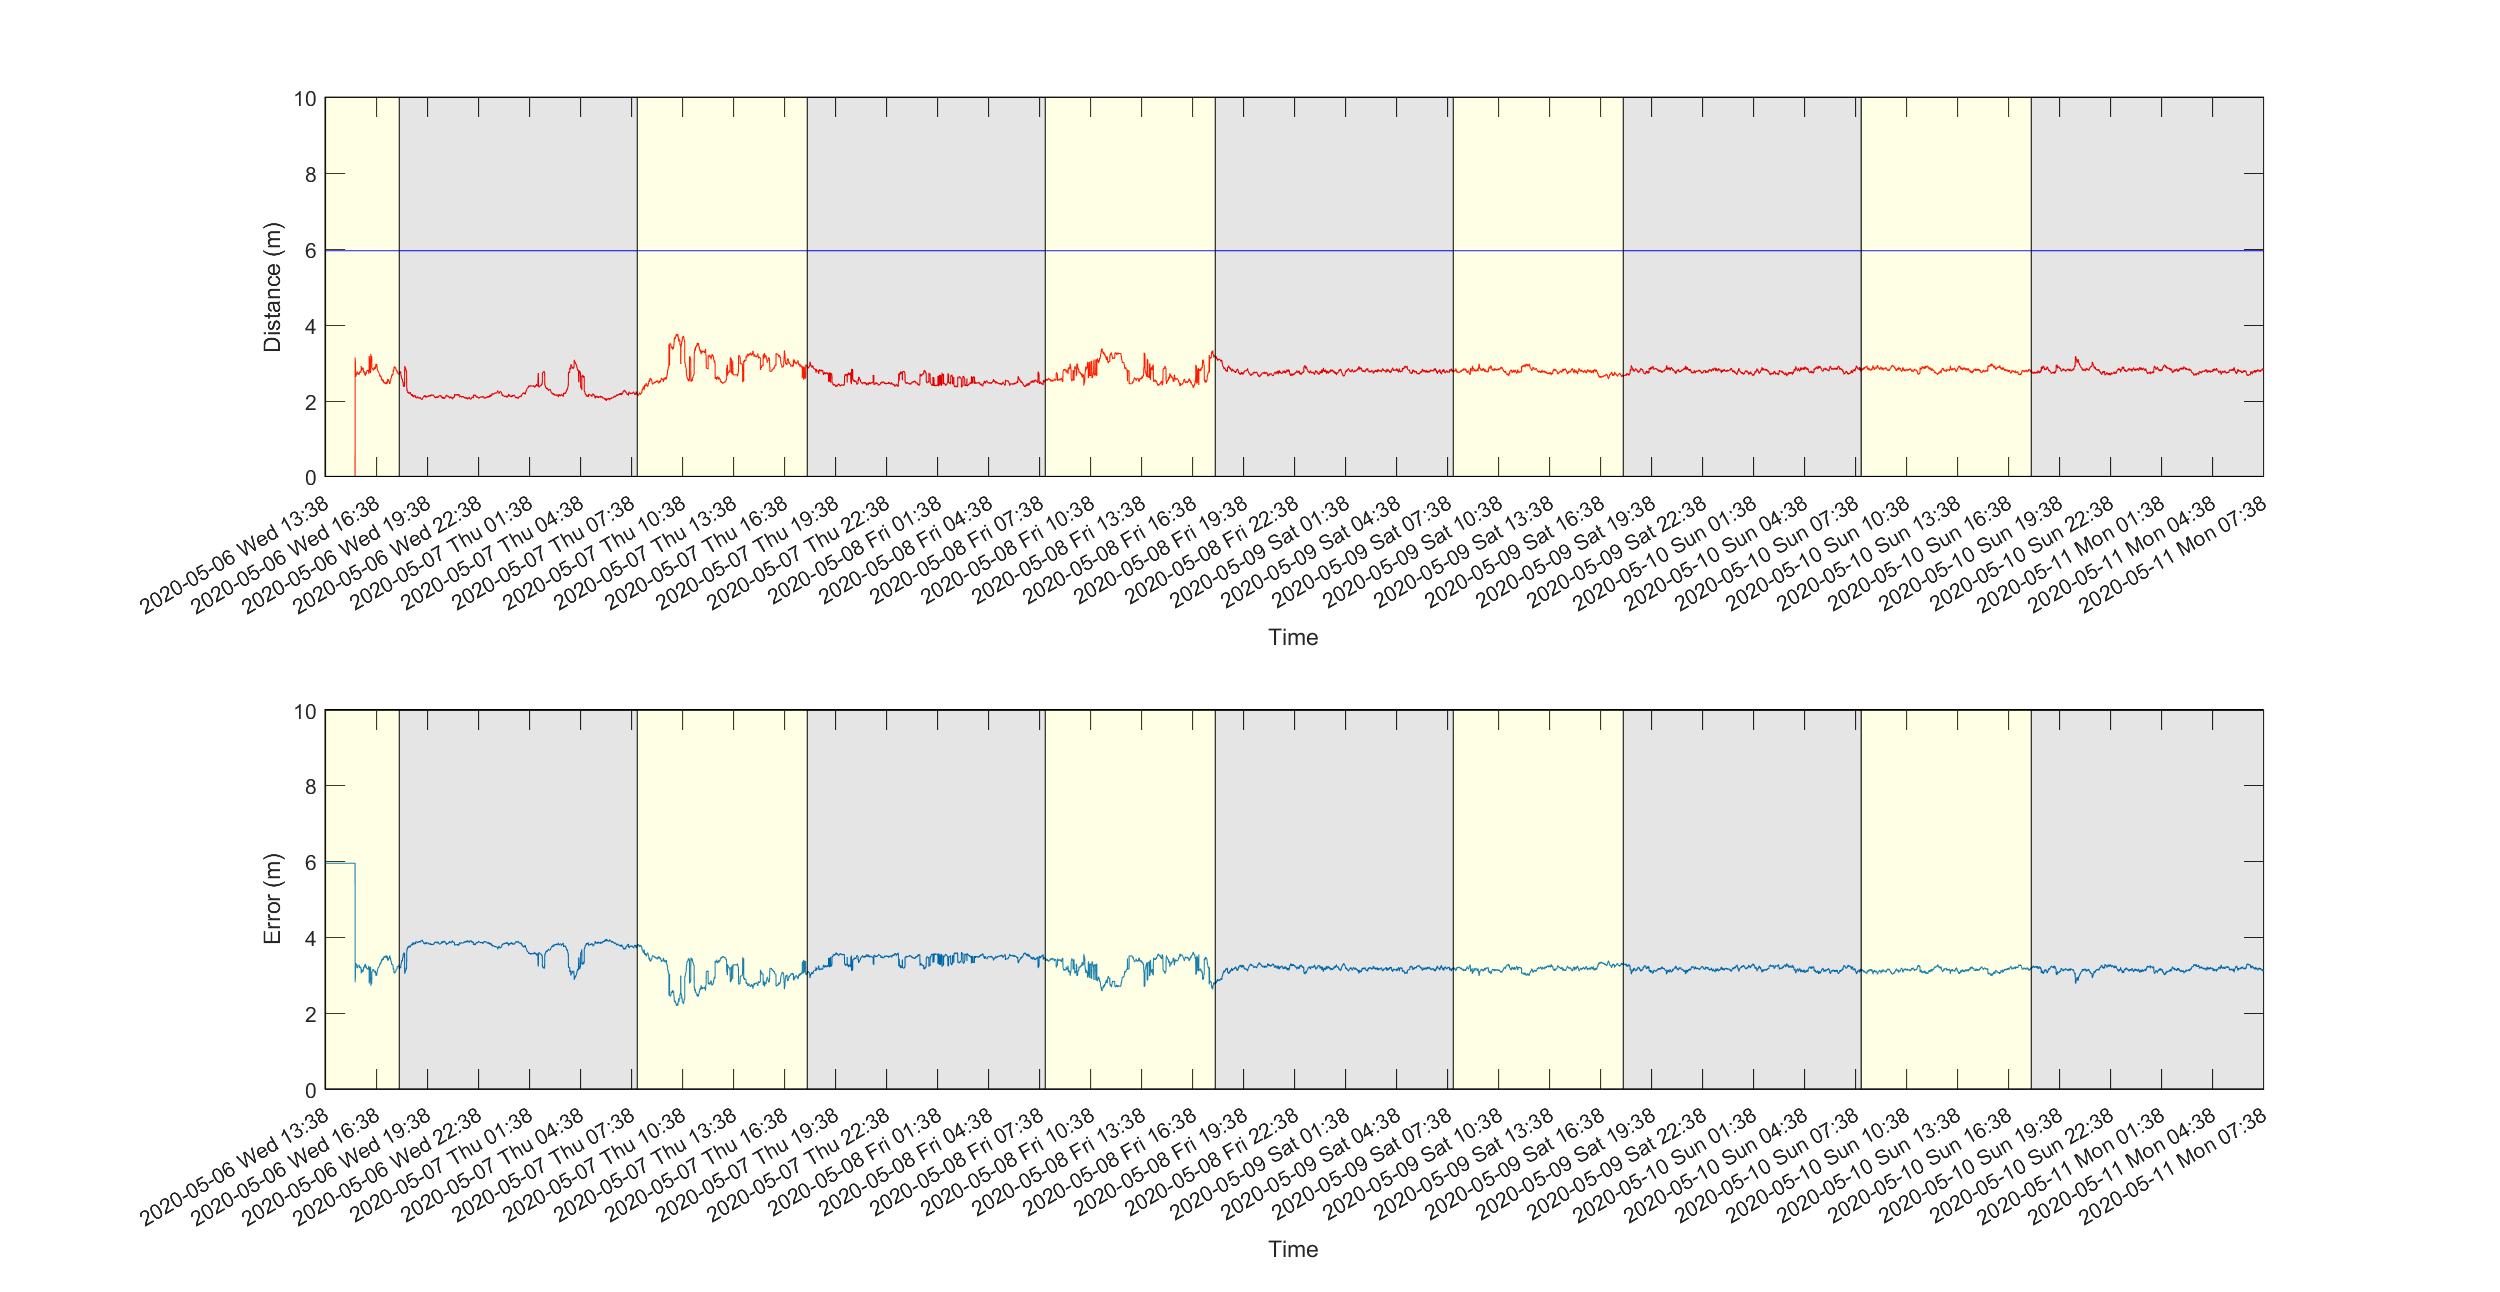 10
8
6
4
2
0
Distance (m)
2020-05-06 Wed 13:38
2020-05-06 Wed 16:38
2020-05-06 Wed 19:38
2020-05-06 Wed 22:38
2020-05-07 Thu 01:38
2020-05-07 Thu 04:38
2020-05-07 Thu 07:38
2020-05-07 Thu 10:38
2020-05-07 Thu 13:38
2020-05-07 Thu 16:38
2020-05-07 Thu 19:38
2020-05-07 Thu 22:38
2020-05-08 Fri 01:38
2020-05-08 Fri 04:38
2020-05-08 Fri 07:38
2020-05-08 Fri 10:38
2020-05-08 Fri 13:38
2020-05-08 Fri 16:38
2020-05-08 Fri 19:38
2020-05-08 Fri 22:38
2020-05-09 Sat 01:38
2020-05-09 Sat 04:38
2020-05-09 Sat 07:38
2020-05-09 Sat 10:38
2020-05-09 Sat 13:38
2020-05-09 Sat 16:38
2020-05-09 Sat 19:38
2020-05-09 Sat 22:38
2020-05-10 Sun 01:38
2020-05-10 Sun 04:38
2020-05-10 Sun 07:38
2020-05-10 Sun 10:38
2020-05-10 Sun 13:38
2020-05-10 Sun 16:38
2020-05-10 Sun 19:38
2020-05-10 Sun 22:38
2020-05-11 Mon 01:38
2020-05-11 Mon 04:38
2020-05-11 Mon 07:38
Time
10
8
6
4
2
0
Error (m)
2020-05-06 Wed 13:38
2020-05-06 Wed 16:38
2020-05-06 Wed 19:38
2020-05-06 Wed 22:38
2020-05-07 Thu 01:38
2020-05-07 Thu 04:38
2020-05-07 Thu 07:38
2020-05-07 Thu 10:38
2020-05-07 Thu 13:38
2020-05-07 Thu 16:38
2020-05-07 Thu 19:38
2020-05-07 Thu 22:38
2020-05-08 Fri 01:38
2020-05-08 Fri 04:38
2020-05-08 Fri 07:38
2020-05-08 Fri 10:38
2020-05-08 Fri 13:38
2020-05-08 Fri 16:38
2020-05-08 Fri 19:38
2020-05-08 Fri 22:38
2020-05-09 Sat 01:38
2020-05-09 Sat 04:38
2020-05-09 Sat 07:38
2020-05-09 Sat 10:38
2020-05-09 Sat 13:38
2020-05-09 Sat 16:38
2020-05-09 Sat 19:38
2020-05-09 Sat 22:38
2020-05-10 Sun 01:38
2020-05-10 Sun 04:38
2020-05-10 Sun 07:38
2020-05-10 Sun 10:38
2020-05-10 Sun 13:38
2020-05-10 Sun 16:38
2020-05-10 Sun 19:38
2020-05-10 Sun 22:38
2020-05-11 Mon 01:38
2020-05-11 Mon 04:38
2020-05-11 Mon 07:38
Time